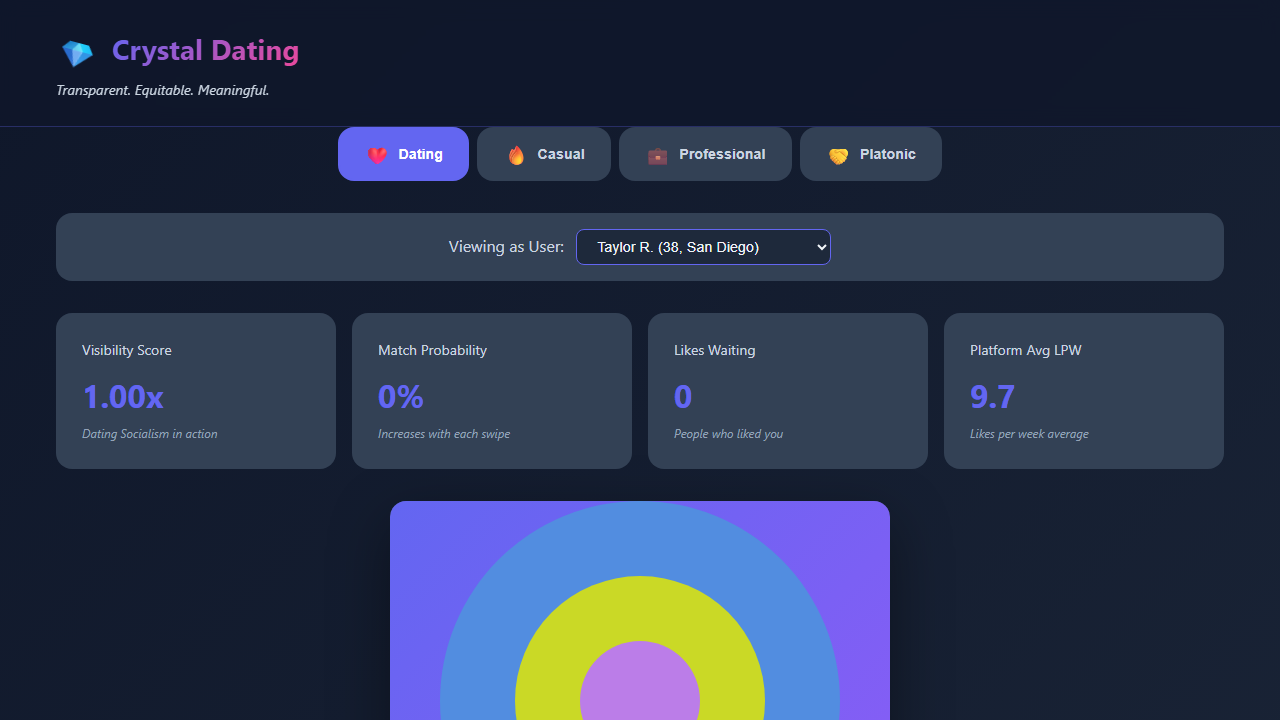 Crystal Dating
Transparent. Equitable. Meaningful.
Dating
Casual
Professional
Platonic
Viewing as User:
Taylor R. (38, San Diego)
Visibility Score
1.00x
Dating Socialism in action
Match Probability
0%
Increases with each swipe
Likes Waiting
0
People who liked you
Platform Avg LPW
9.7
Likes per week average